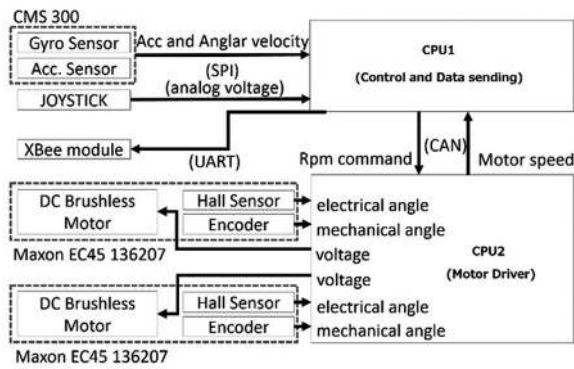 CMS 300
Gyro Sensor
Acc. Sensor
Acc and Anglar velocity
(SPI)
JOYSTICK
(analog voltage)
CPU1
(Control and Data sending)
XBee module
(UART)
Rpm command
(CAN)
Motor speed
DC Brushless
Motor
Hall Sensor
Encoder
electrical angle
mechanical angle
voltage
Maxon EC45 136207
CPU2
(Motor Driver)
voltage
DC Brushless
Motor
Hall Sensor
Encoder
electrical angle
mechanical angle
Maxon EC45 136207